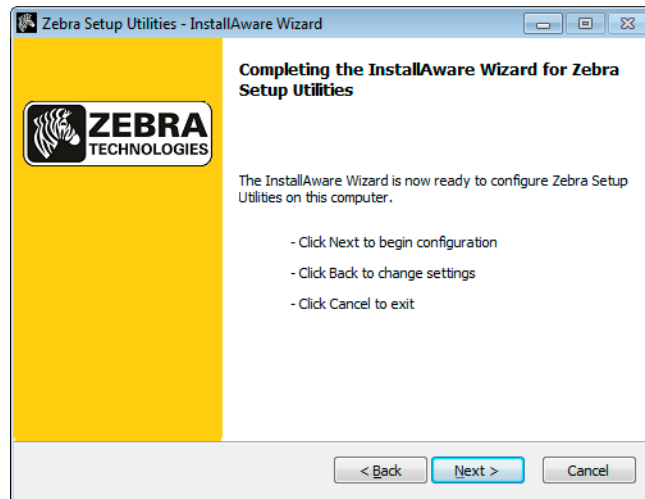 Zebra Setup Utilities - InstallAware Wizard
Completing the InstallAware Wizard for Zebra
Setup Utilities
ZEBRA
TECHNOLOGIES
The InstallAware Wizard is now ready to configure Zebra Setup
Utilities on this computer.
- Click Next to begin configuration
- Click Back to change settings
- Click Cancel to exit
< Back Next > Cancel